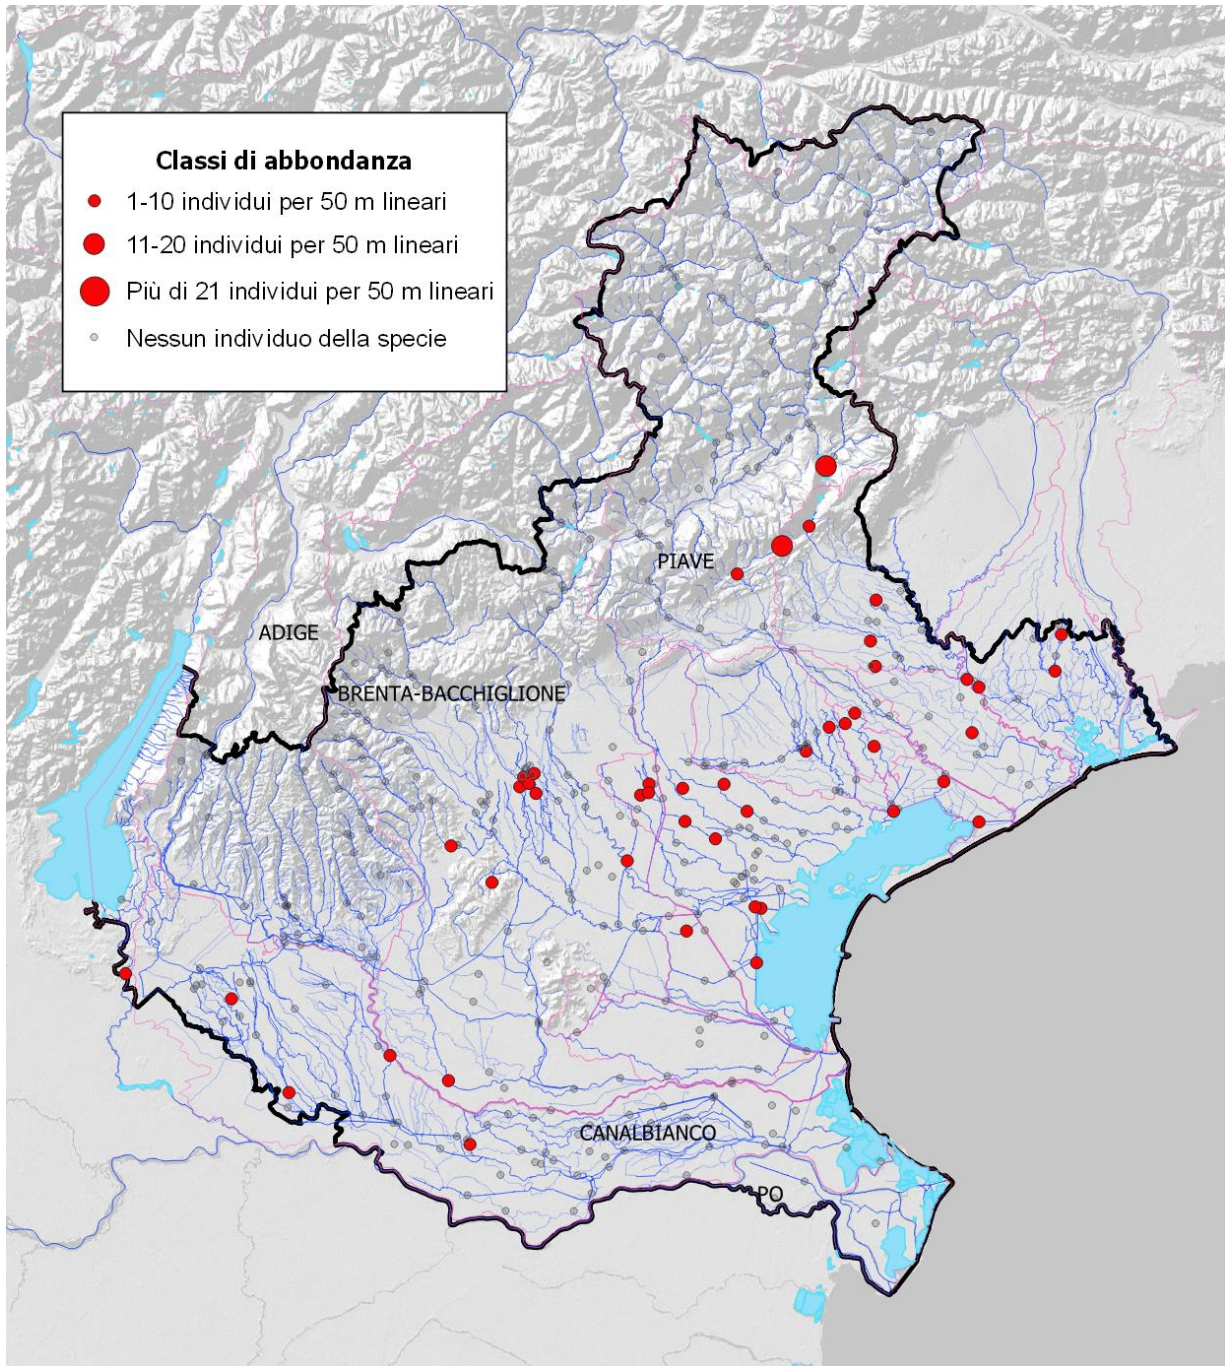 Classi di abbondanza
1-10 individui per 50 m lineari
11-20 individui per 50 m lineari
Più di 21 individui per 50 m lineari
Nessun individuo della specie
PIAVE
ADIGE
BRENTA-BACCHIGLIONE
CANALBIANCO
PO